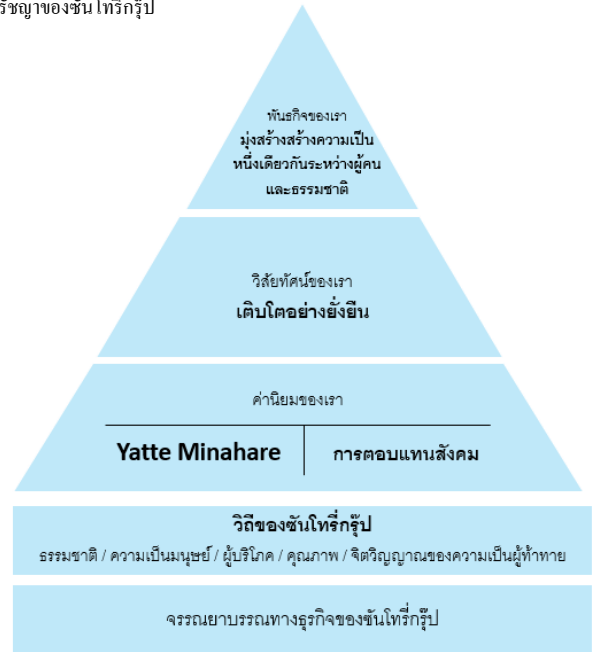 รัชญาของซันโทรี่กรุ๊ป
พันธกิจของเรา
มุ่งสร้างสร้างความเป็น
หนึ่งเดียวกันระหว่างผู้คน
และธรรมชาติ
วิสัยทัศน์ของเรา
เติบโตอย่างยั่งยืน
ค่านิยมของเรา
Yatte Minahare การตอบแทนสังคม
วิถีของซันโทรี่กรุ๊ป
ธรรมชาติ / ความเป็นมนุษย์ / ผู้บริโภค / คุณภาพ / จิตวิญญาณของความเป็นผู้ท้าทาย
จรรณยาบรรณทางธุรกิจของซันโทรี่กรุ๊ป